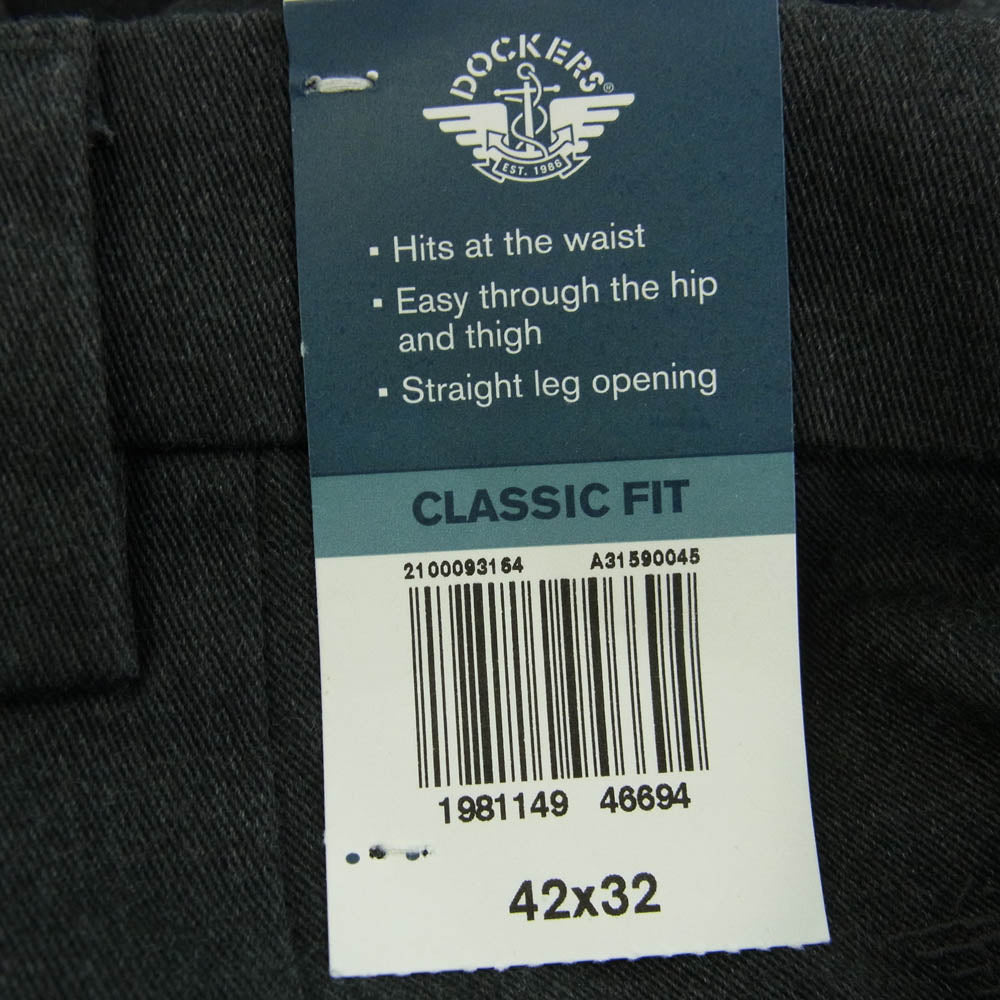 DOCKERS®
EST. 1986
▪ Hits at the waist
▪ Easy through the hip
and thigh
▪ Straight leg opening
CLASSIC FIT
2100093164 A31590045
1981149 46694
42x32